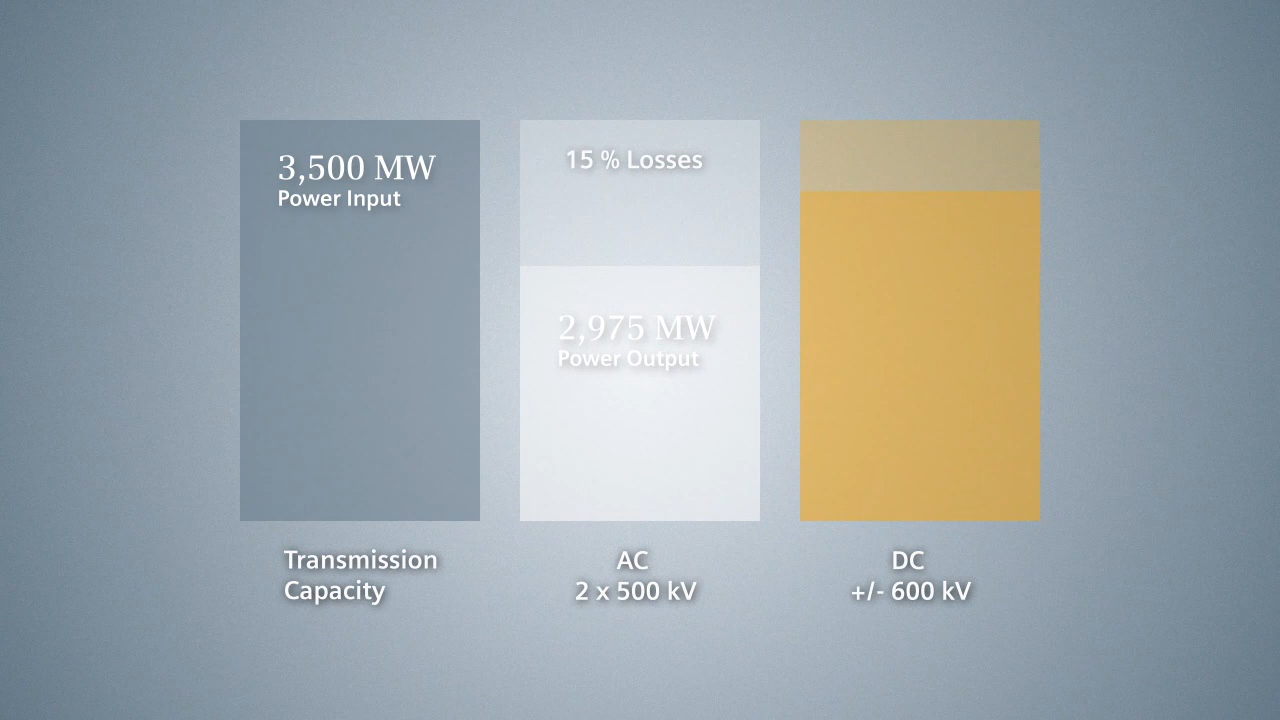 3,500 MW
Power Input
15 % Losses
2,975 MW
Power Output
Transmission
Capacity
AC
2 x 500 kV
DC
+/- 600 kV